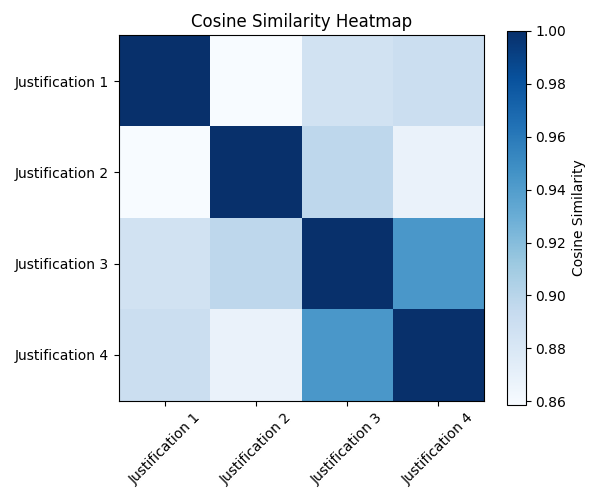 Cosine Similarity Heatmap
Justification 1
Justification 2
Justification 3
Justification 4
Justification 1
Justification 2
Justification 3
Justification 4
1.00
0.98
0.96
0.94
0.92
0.90
0.88
0.86
Cosine Similarity